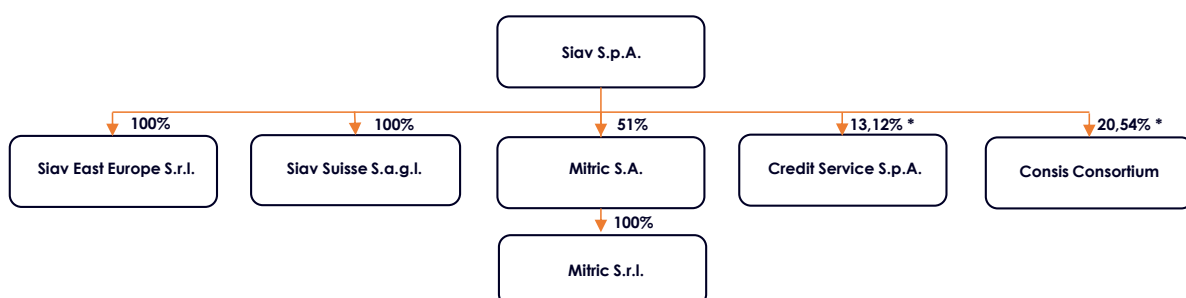 Siav S.p.A.
100%
100%
51%
13,12% *
20,54% *
Siav East Europe S.r.l.
Siav Suisse S.a.g.l.
Mitric S.A.
Credit Service S.p.A.
Consis Consortium
100%
Mitric S.r.l.